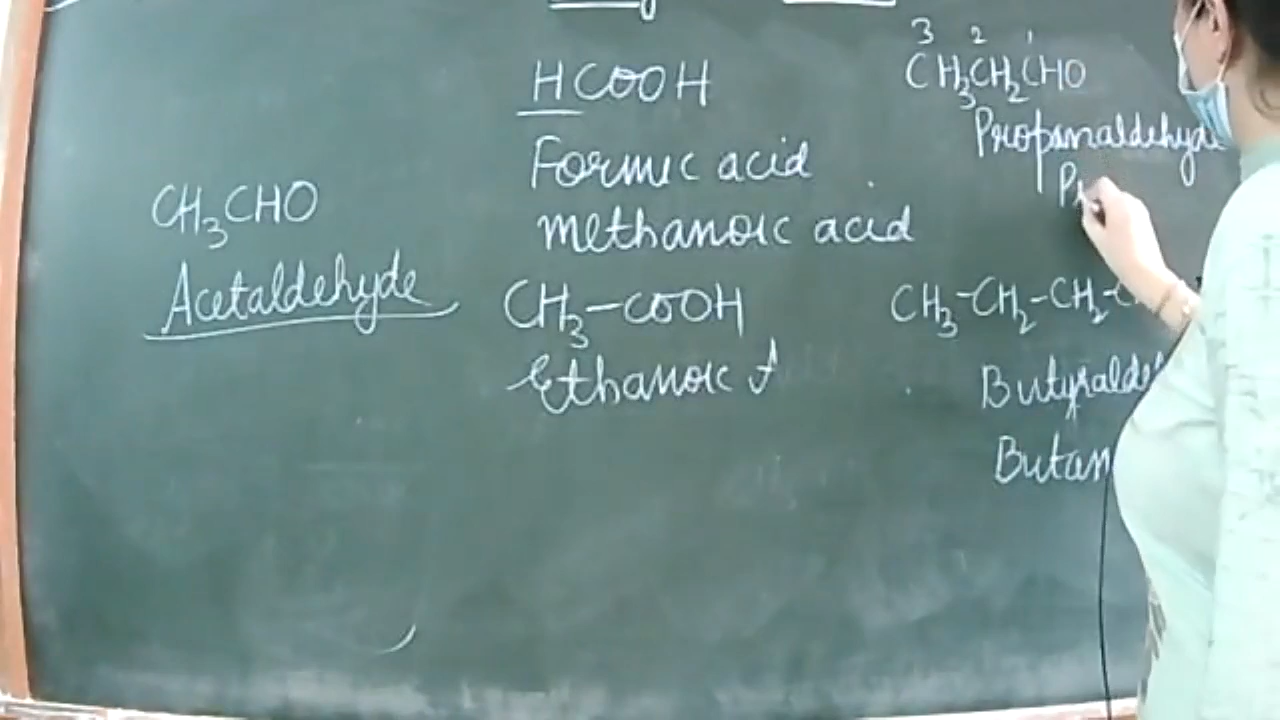 CH3CHO
Acetaldehyde
HCOOH
Formic acid
methanoic acid
CH3-COOH
Ethanoic
3 2 1
CH3CH2CHO
Propanaldehyde
CH3-CH2-CH2-C
Butyralde
Butan